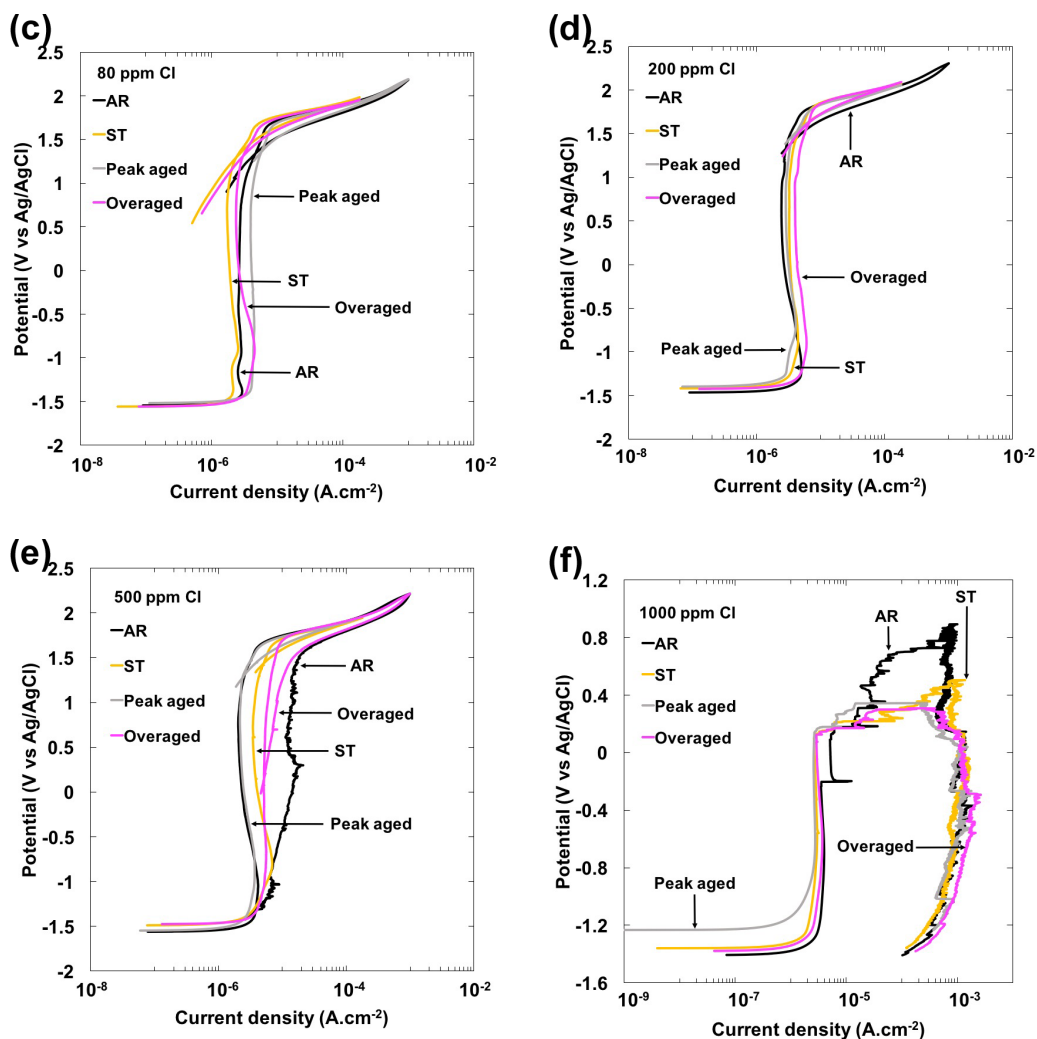 (c)
80 ppm Cl
AR
ST
Peak aged
Overaged
Peak aged
ST
Overaged
AR
2.5
2
1.5
1
0.5
0
-0.5
-1
-1.5
-2
10-8
10-6
10-4
10-2
Potential (V vs Ag/AgCl)
Current density (A.cm-2)
(d)
200 ppm Cl
AR
ST
Peak aged
Overaged
AR
Overaged
Peak aged
ST
2.5
2
1.5
1
0.5
0
-0.5
-1
-1.5
-2
10-8
10-6
10-4
10-2
Potential (V vs Ag/AgCl)
Current density (A.cm-2)
(e)
500 ppm Cl
AR
ST
Peak aged
Overaged
AR
Overaged
ST
Peak aged
2.5
2
1.5
1
0.5
0
-0.5
-1
-1.5
-2
10-8
10-6
10-4
10-2
Potential (V vs Ag/AgCl)
Current density (A.cm-2)
(f)
1000 ppm Cl
AR
ST
Peak aged
Overaged
AR
ST
Overaged
Peak aged
1.2
0.8
0.4
0
-0.4
-0.8
-1.2
-1.6
10-9
10-7
10-5
10-3
Potential (V vs Ag/AgCl)
Current density (A.cm-2)